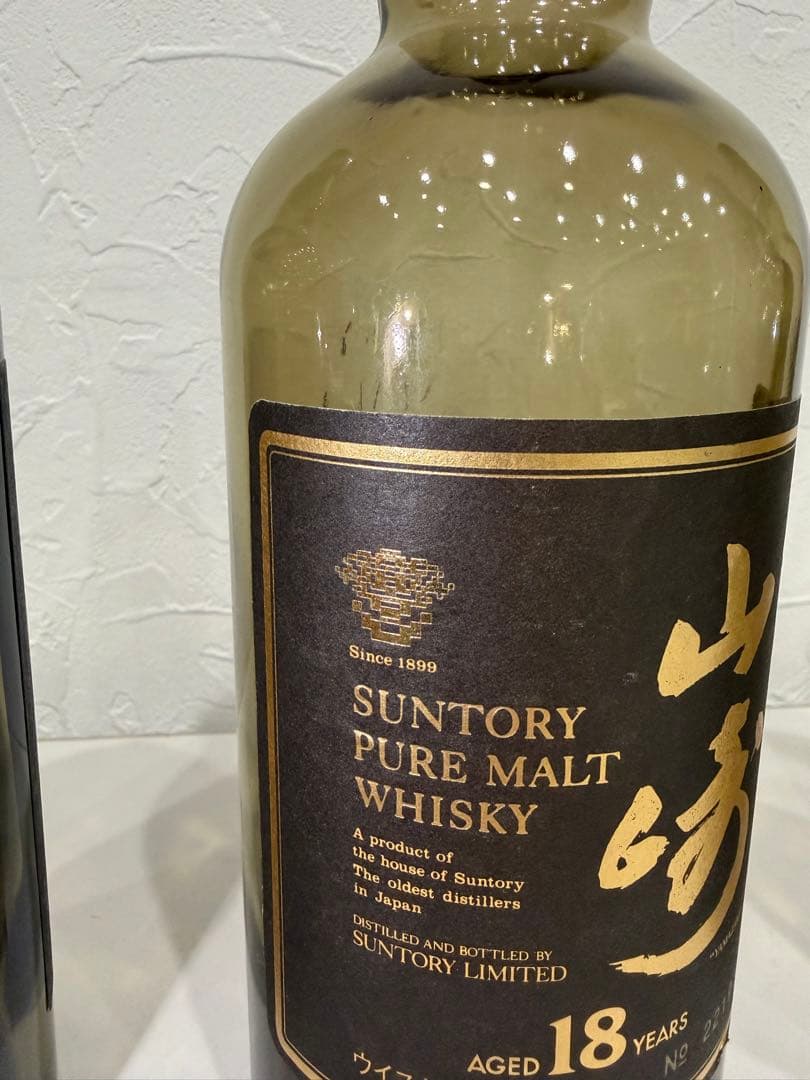 Since 1899
SUNTORY
PURE MALT
WHISKY
A product of
the house of Suntory
The oldest distillers
in Japan
DISTILLED AND BOTTLED BY
SUNTORY LIMITED
山崎
AGED 18 YEARS
No